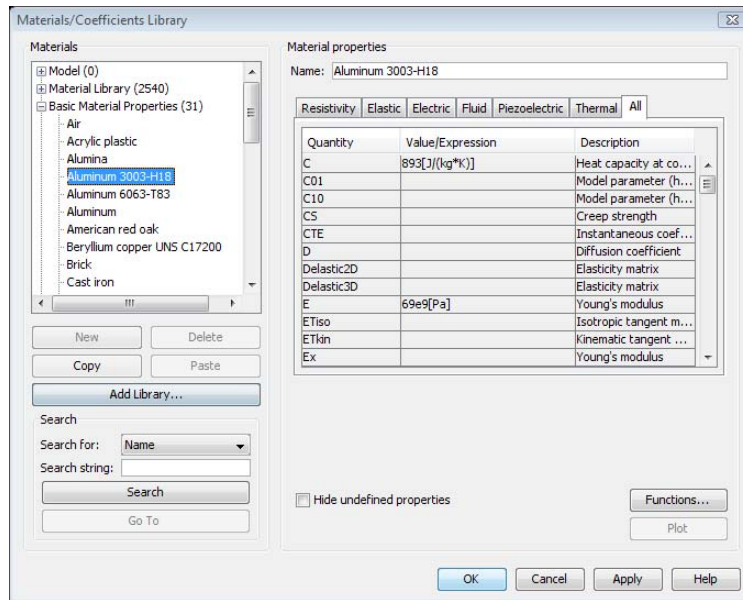 Materials/Coefficients Library
Materials
Model (0)
Material Library (2540)
Basic Material Properties (31)
Air
Acrylic plastic
Alumina
Aluminum 3003-H18
Aluminum 6063-T83
Aluminum
American red oak
Beryllium copper UNS C17200
Brick
Cast iron
New Delete
Copy Paste
Add Library...
Search
Search for: Name
Search string:
Search
Go To
Material properties
Name: Aluminum 3003-H18
Resistivity Elastic Electric Fluid Piezoelectric Thermal All
Quantity Value/Expression Description
C 893[J/(kg*K)] Heat capacity at co...
C01 Model parameter (h...
C10 Model parameter (h...
CS Creep strength
CTE Instantaneous coef...
D Diffusion coefficient
Delastic2D Elasticity matrix
Delastic3D Elasticity matrix
E 69e9[Pa] Young's modulus
ETiso Isotropic tangent m...
ETkin Kinematic tangent ...
Ex Young's modulus
Hide undefined properties
Functions...
Plot
OK Cancel Apply Help